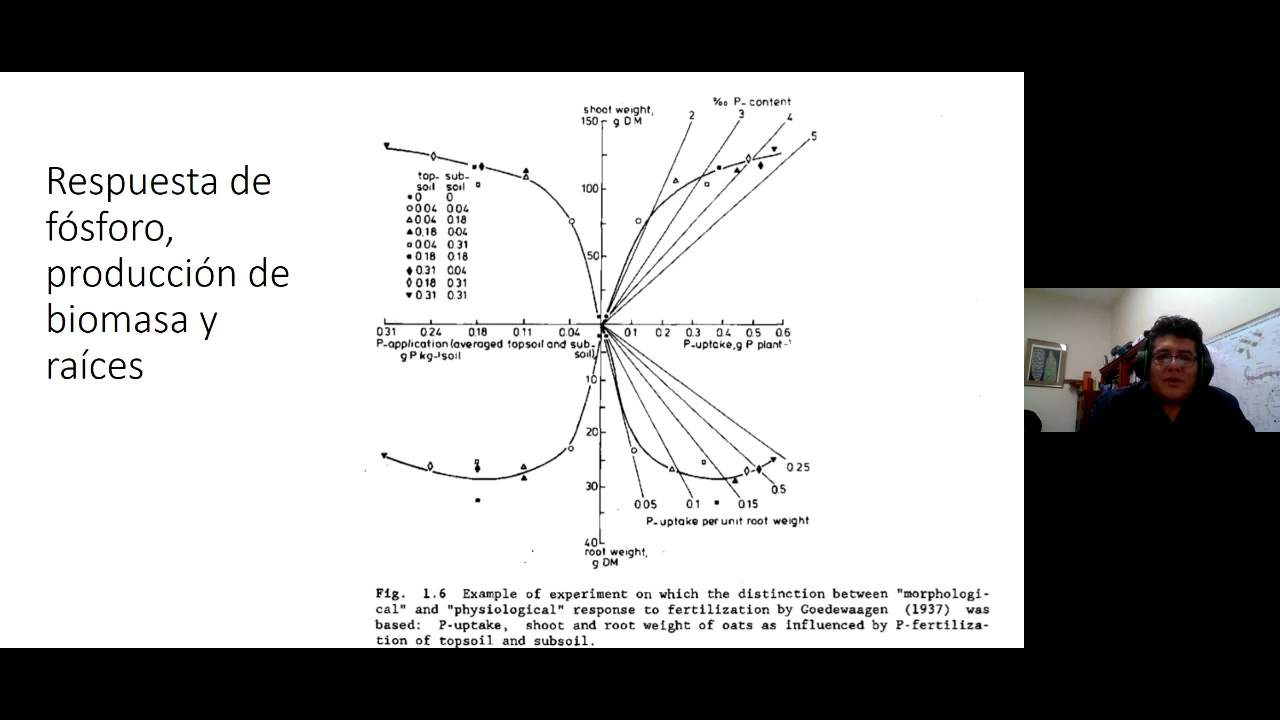 Respuesta de
fósforo,
producción de
biomasa y
raíces
shoot weight,
150 g DM
‰ P-content
2
3
4
5
100
50
top- sub-
soil soil
0 0
0.04 0.04
0.04 0.18
0.18 0.04
0.04 0.31
0.18 0.18
0.31 0.04
0.18 0.31
0.31 0.31
0.31 0.24 0.18 0.11 0.04 0.1 0.2 0.3 0.4 0.5 0.6
P-application (averaged topsoil and sub-
g P kg-1 soil soil)
P-uptake, g P plant-1
10
20
30
40
0.25
0.5
0.05 0.1 0.15
P-uptake per unit root weight
root weight,
g DM
Fig. 1.6 Example of experiment on which the distinction between "morphologi-
cal" and "physiological" response to fertilization by Goedewaagen (1937) was
based: P-uptake, shoot and root weight of oats as influenced by P-fertiliza-
tion of topsoil and subsoil.